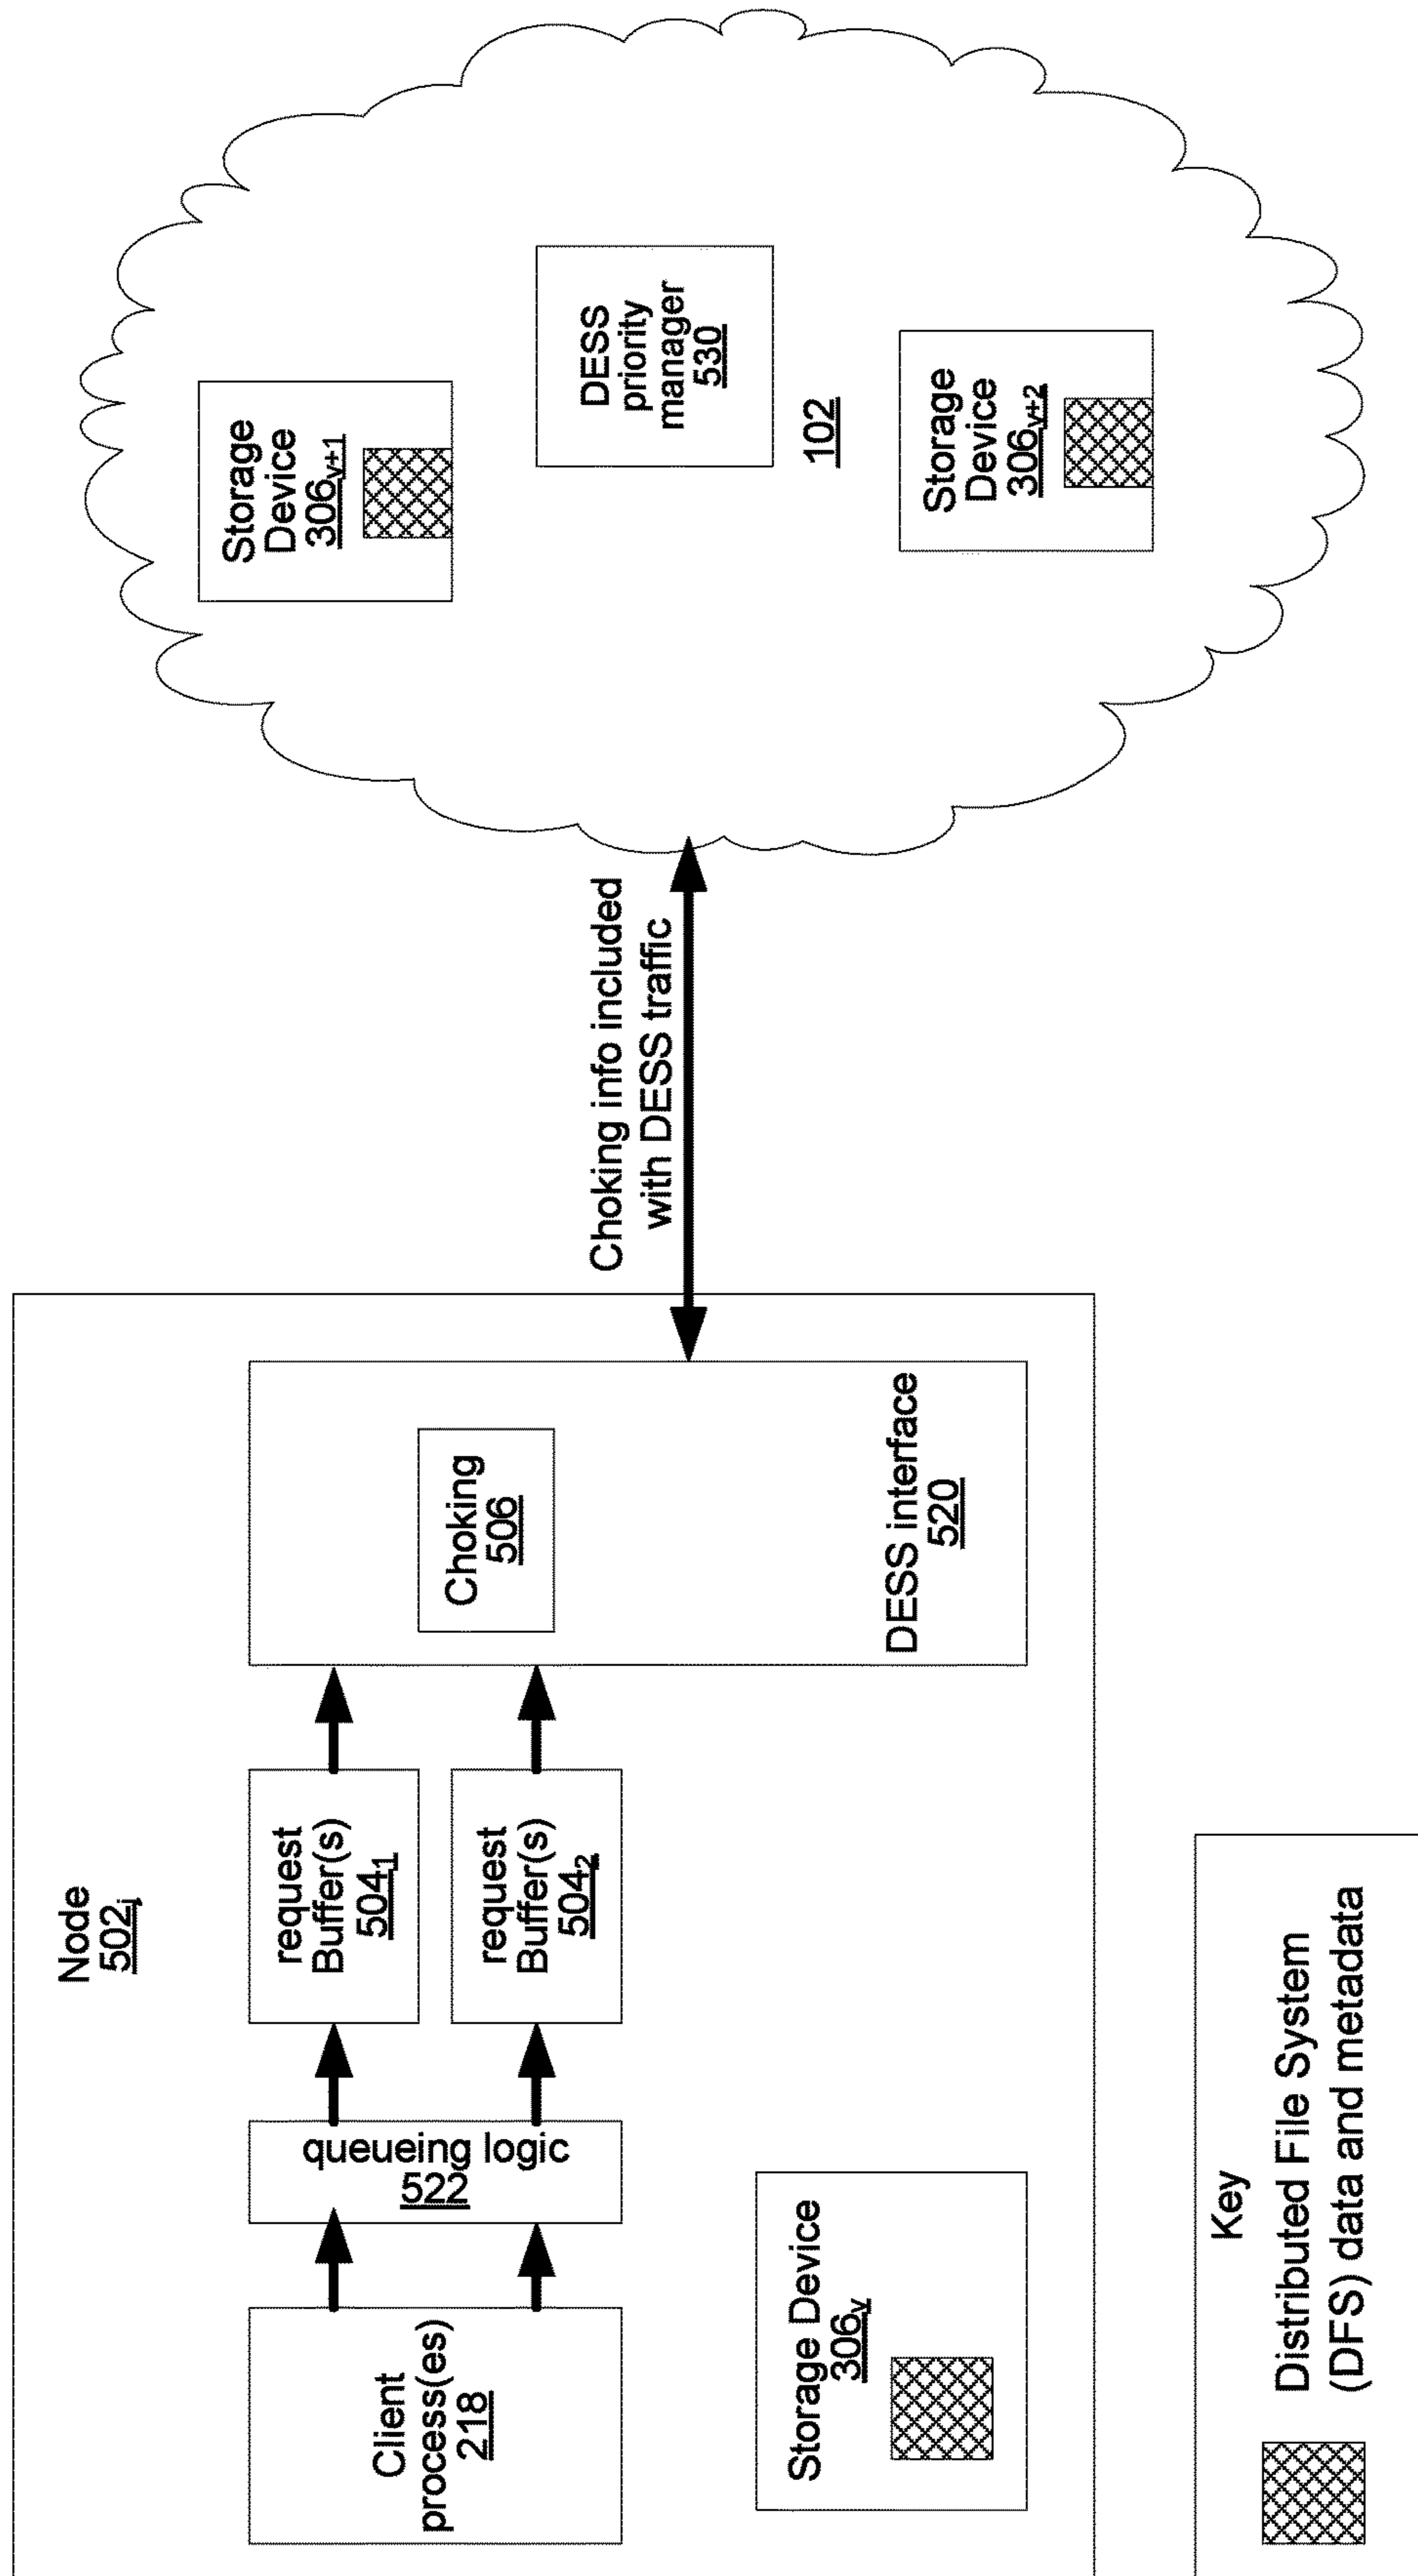 Node
502j
Client
process(es)
218
queueing logic
522
request
Buffer(s)
5041
request
Buffer(s)
5042
Choking
506
DESS interface
520
Storage Device
306v
Choking info included
with DESS traffic
Storage
Device
306v+1
DESS
priority
manager
530
102
Storage
Device
306v+2
Key
Distributed File System
(DFS) data and metadata